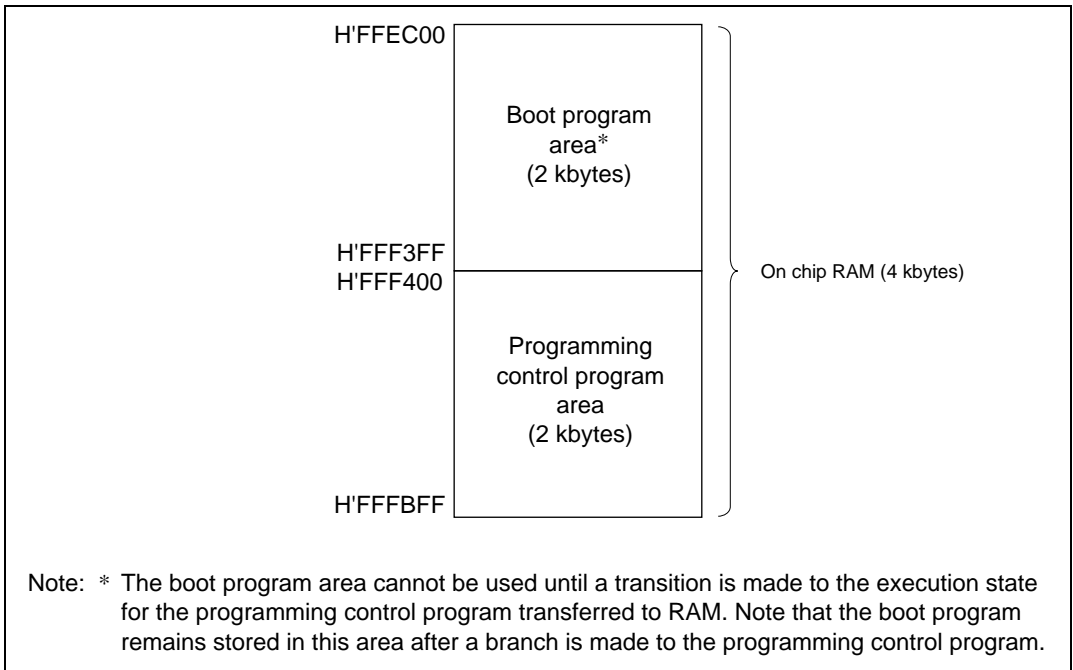 H'FFEC00
Boot program
area*
(2 kbytes)
H'FFF3FF
H'FFF400
On chip RAM (4 kbytes)
Programming
control program
area
(2 kbytes)
H'FFFBFF
Note: * The boot program area cannot be used until a transition is made to the execution state
for the programming control program transferred to RAM. Note that the boot program
remains stored in this area after a branch is made to the programming control program.